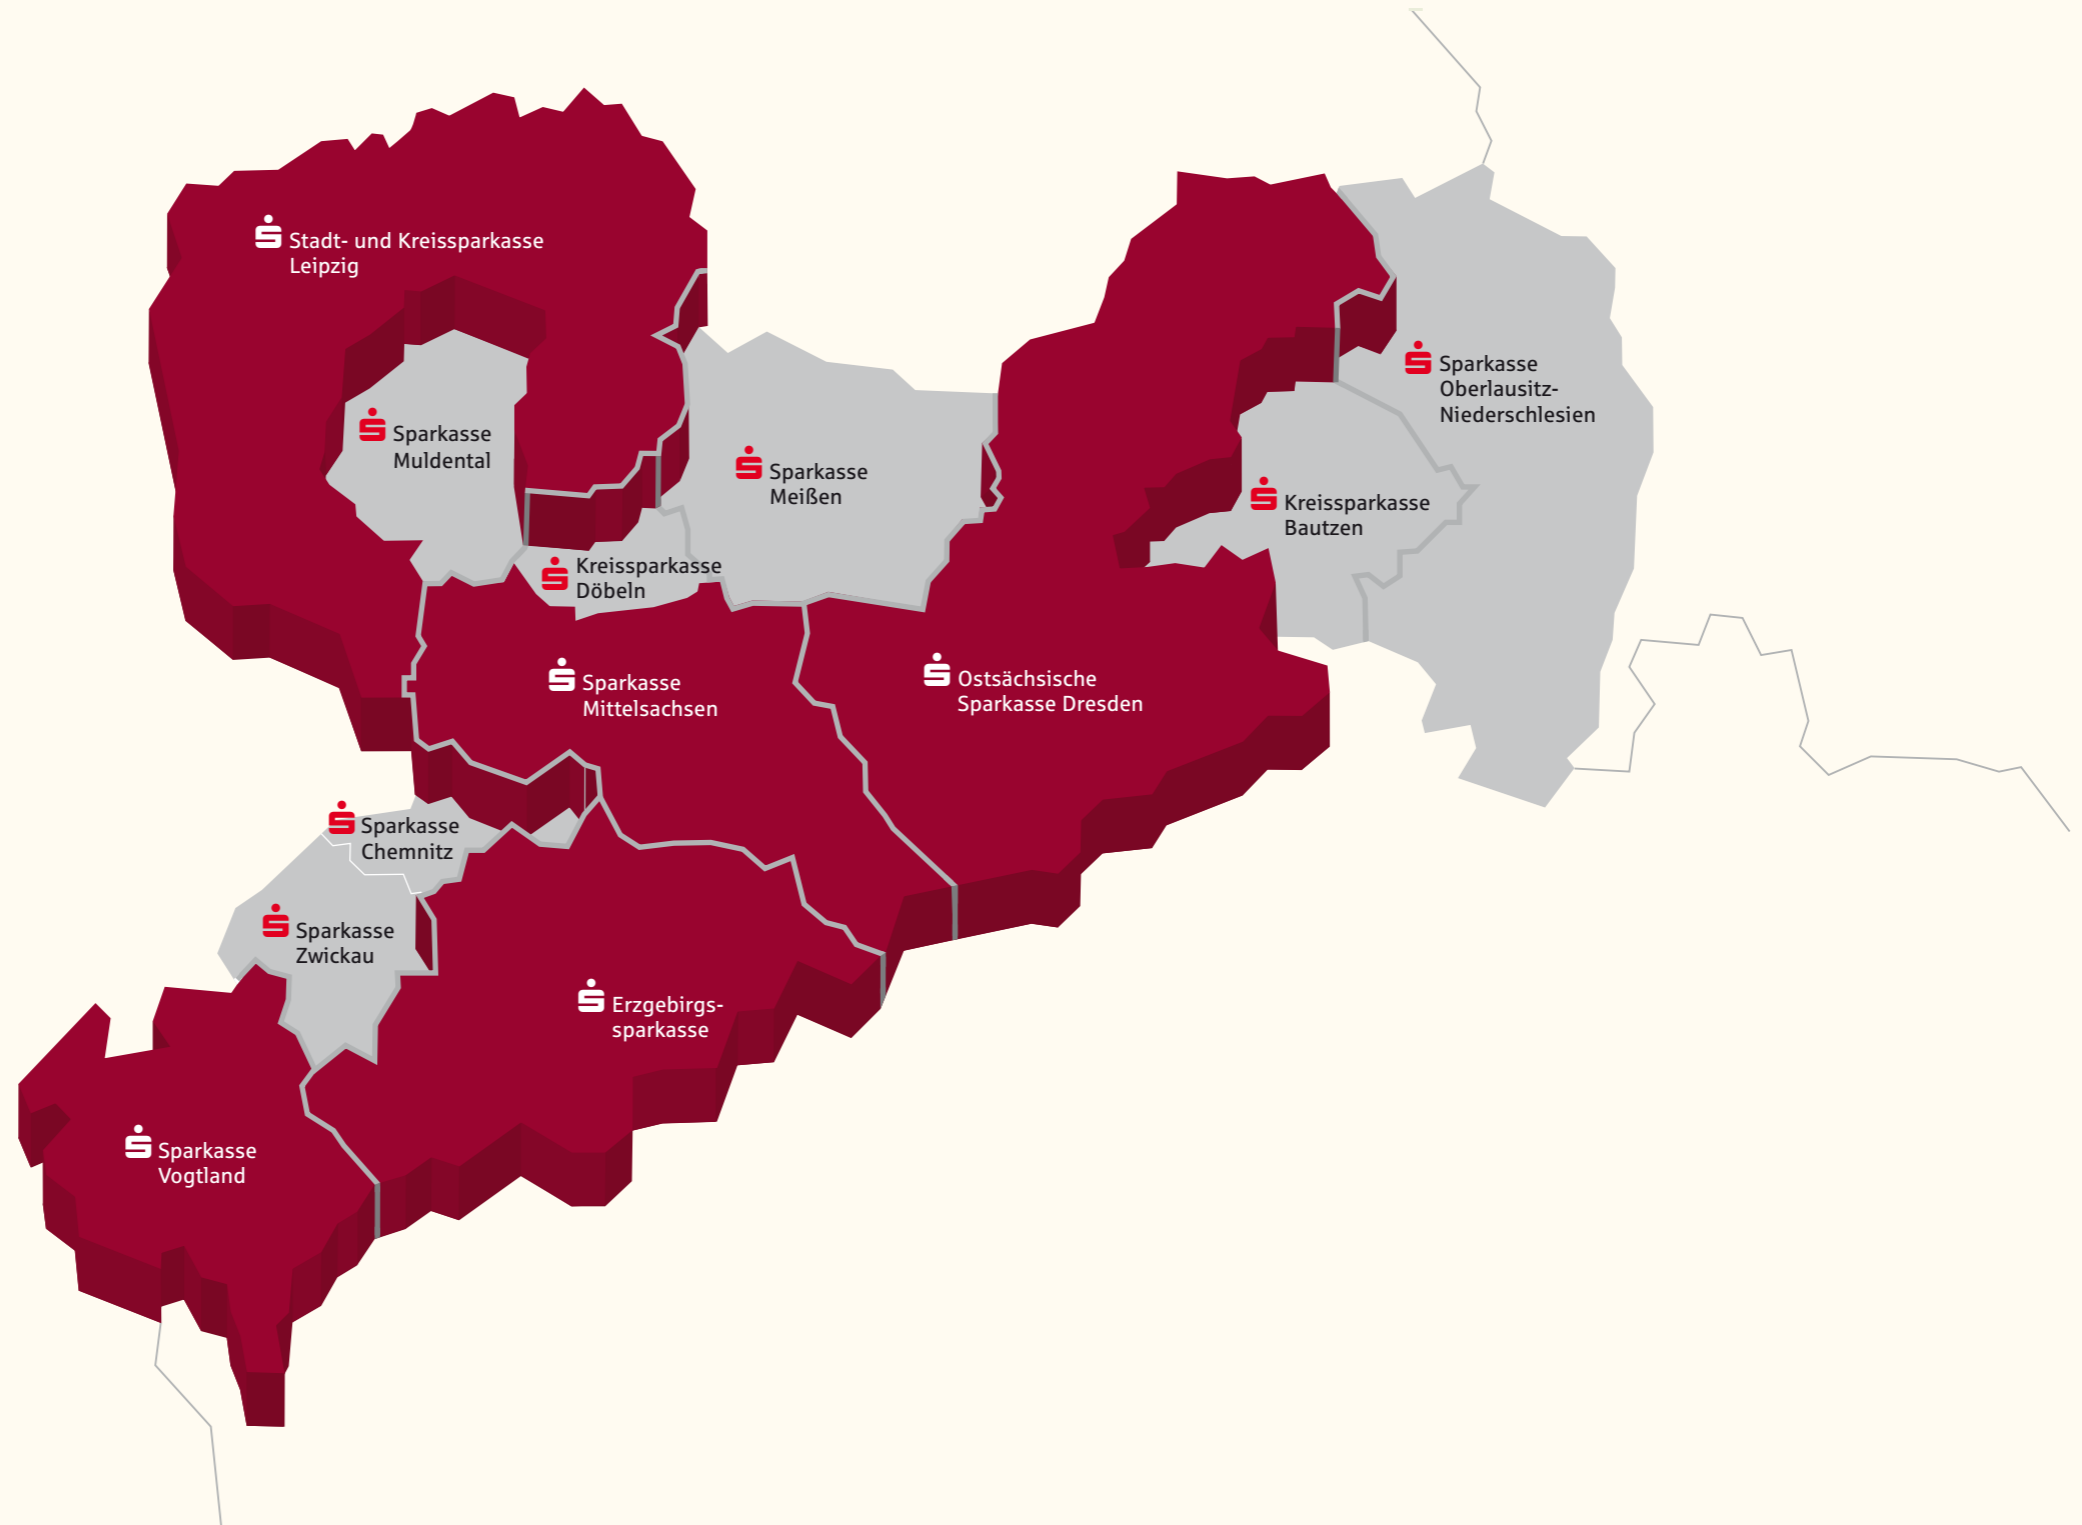 Stadt- und Kreissparkasse
Leipzig
Sparkasse
Oberlausitz-
Niederschlesien
Sparkasse
Muldental
Sparkasse
Meißen
Kreissparkasse
Bautzen
Kreissparkasse
Döbeln
Sparkasse
Mittelsachsen
Ostsächsische
Sparkasse Dresden
Sparkasse
Chemnitz
Sparkasse
Zwickau
Erzgebirgs-
sparkasse
Sparkasse
Vogtland